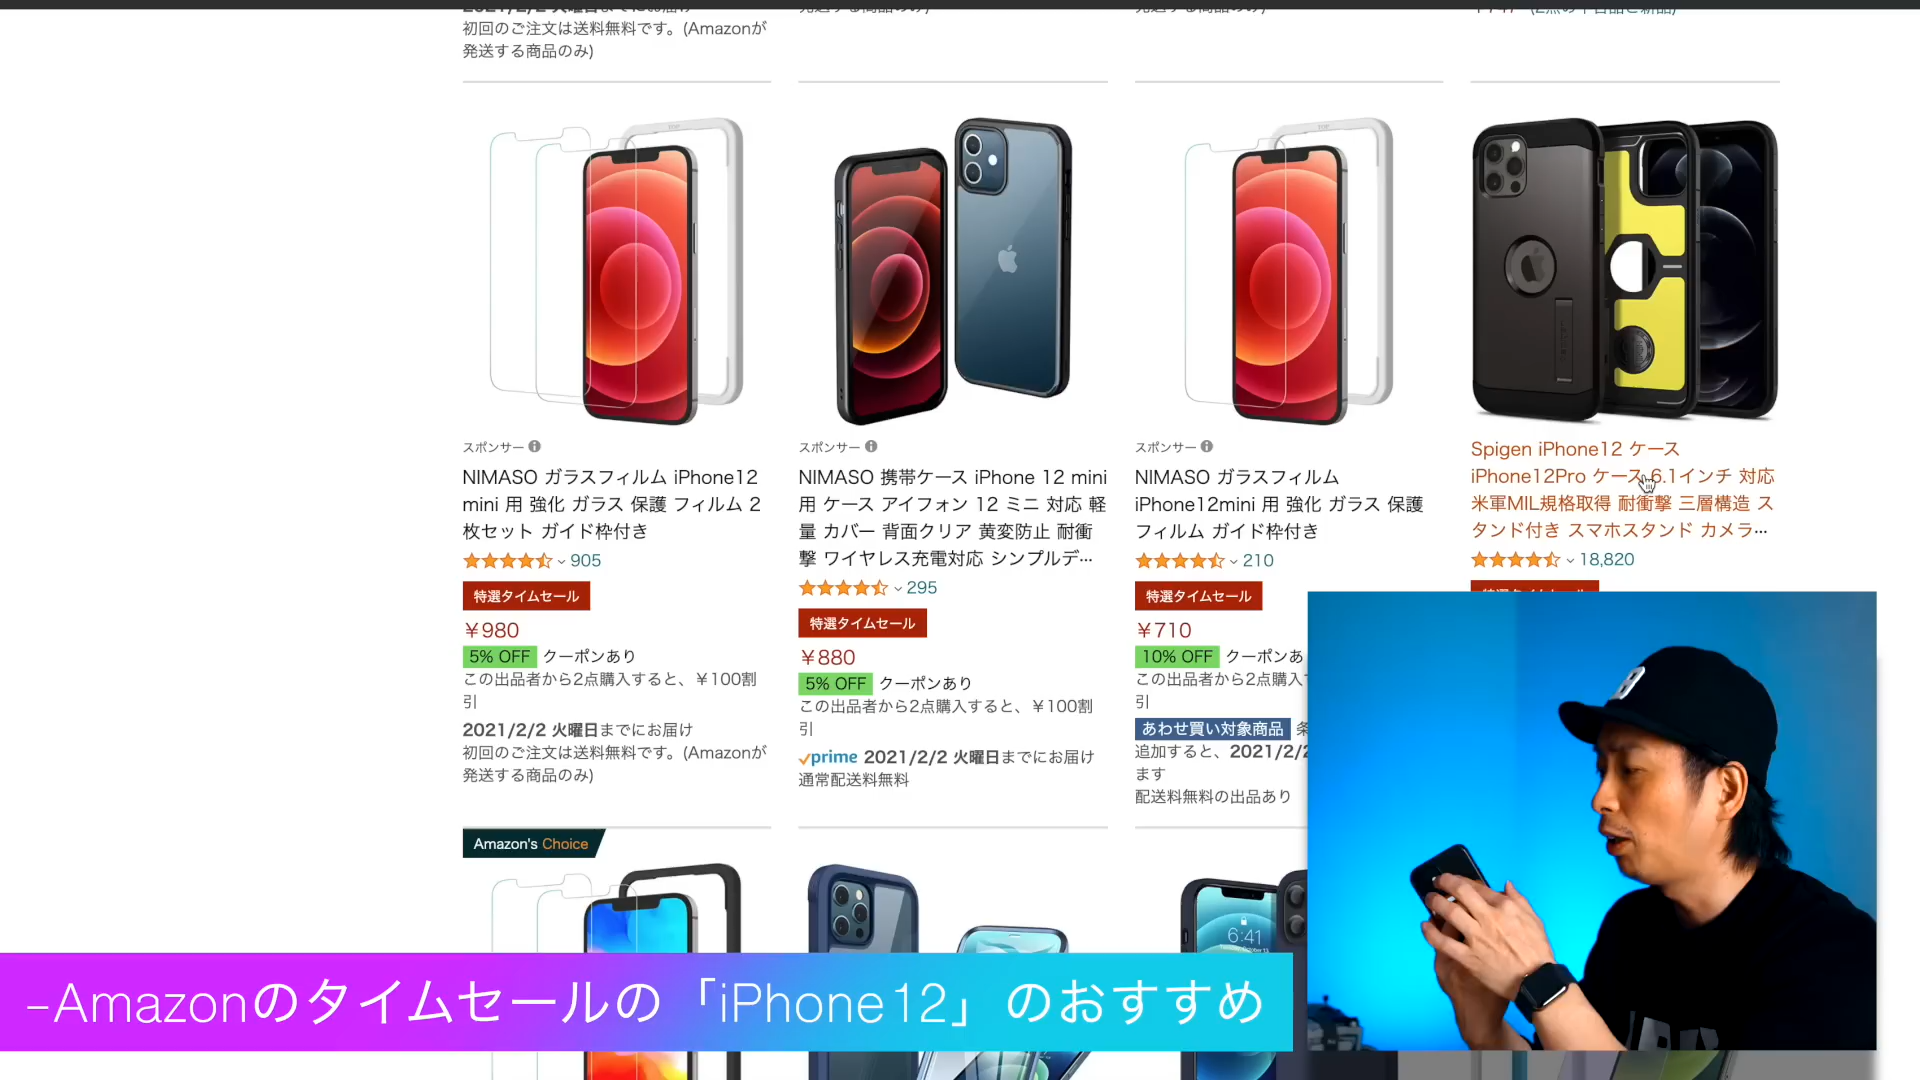 初回のご注文は送料無料です。(Amazonが
発送する商品のみ)
スポンサー
NIMASO ガラスフィルム iPhone12
mini 用 強化 ガラス 保護 フィルム 2
枚セット ガイド枠付き
905
特選タイムセール
￥980
5% OFF クーポンあり
この出品者から2点購入すると、￥100割
引
2021/2/2 火曜日までにお届け
初回のご注文は送料無料です。(Amazonが
発送する商品のみ)
スポンサー
NIMASO 携帯ケース iPhone 12 mini
用 ケース アイフォン 12 ミニ 対応 軽
量 カバー 背面クリア 黄変防止 耐衝
撃 ワイヤレス充電対応 シンプルデ…
295
特選タイムセール
￥880
5% OFF クーポンあり
この出品者から2点購入すると、￥100割
引
prime 2021/2/2 火曜日までにお届け
通常配送料無料
スポンサー
NIMASO ガラスフィルム
iPhone12mini 用 強化 ガラス 保護
フィルム ガイド枠付き
210
特選タイムセール
￥710
10% OFF クーポンあ
この出品者から2点購入
引
あわせ買い対象商品
追加すると、2021/2/2
ます
配送料無料の出品あり
Spigen iPhone12 ケース
iPhone12Pro ケース 6.1インチ 対応
米軍MIL規格取得 耐衝撃 三層構造 ス
タンド付き スマホスタンド カメラ…
18,820
Amazon's Choice
6:41
–Amazonのタイムセールの「iPhone12」のおすすめ